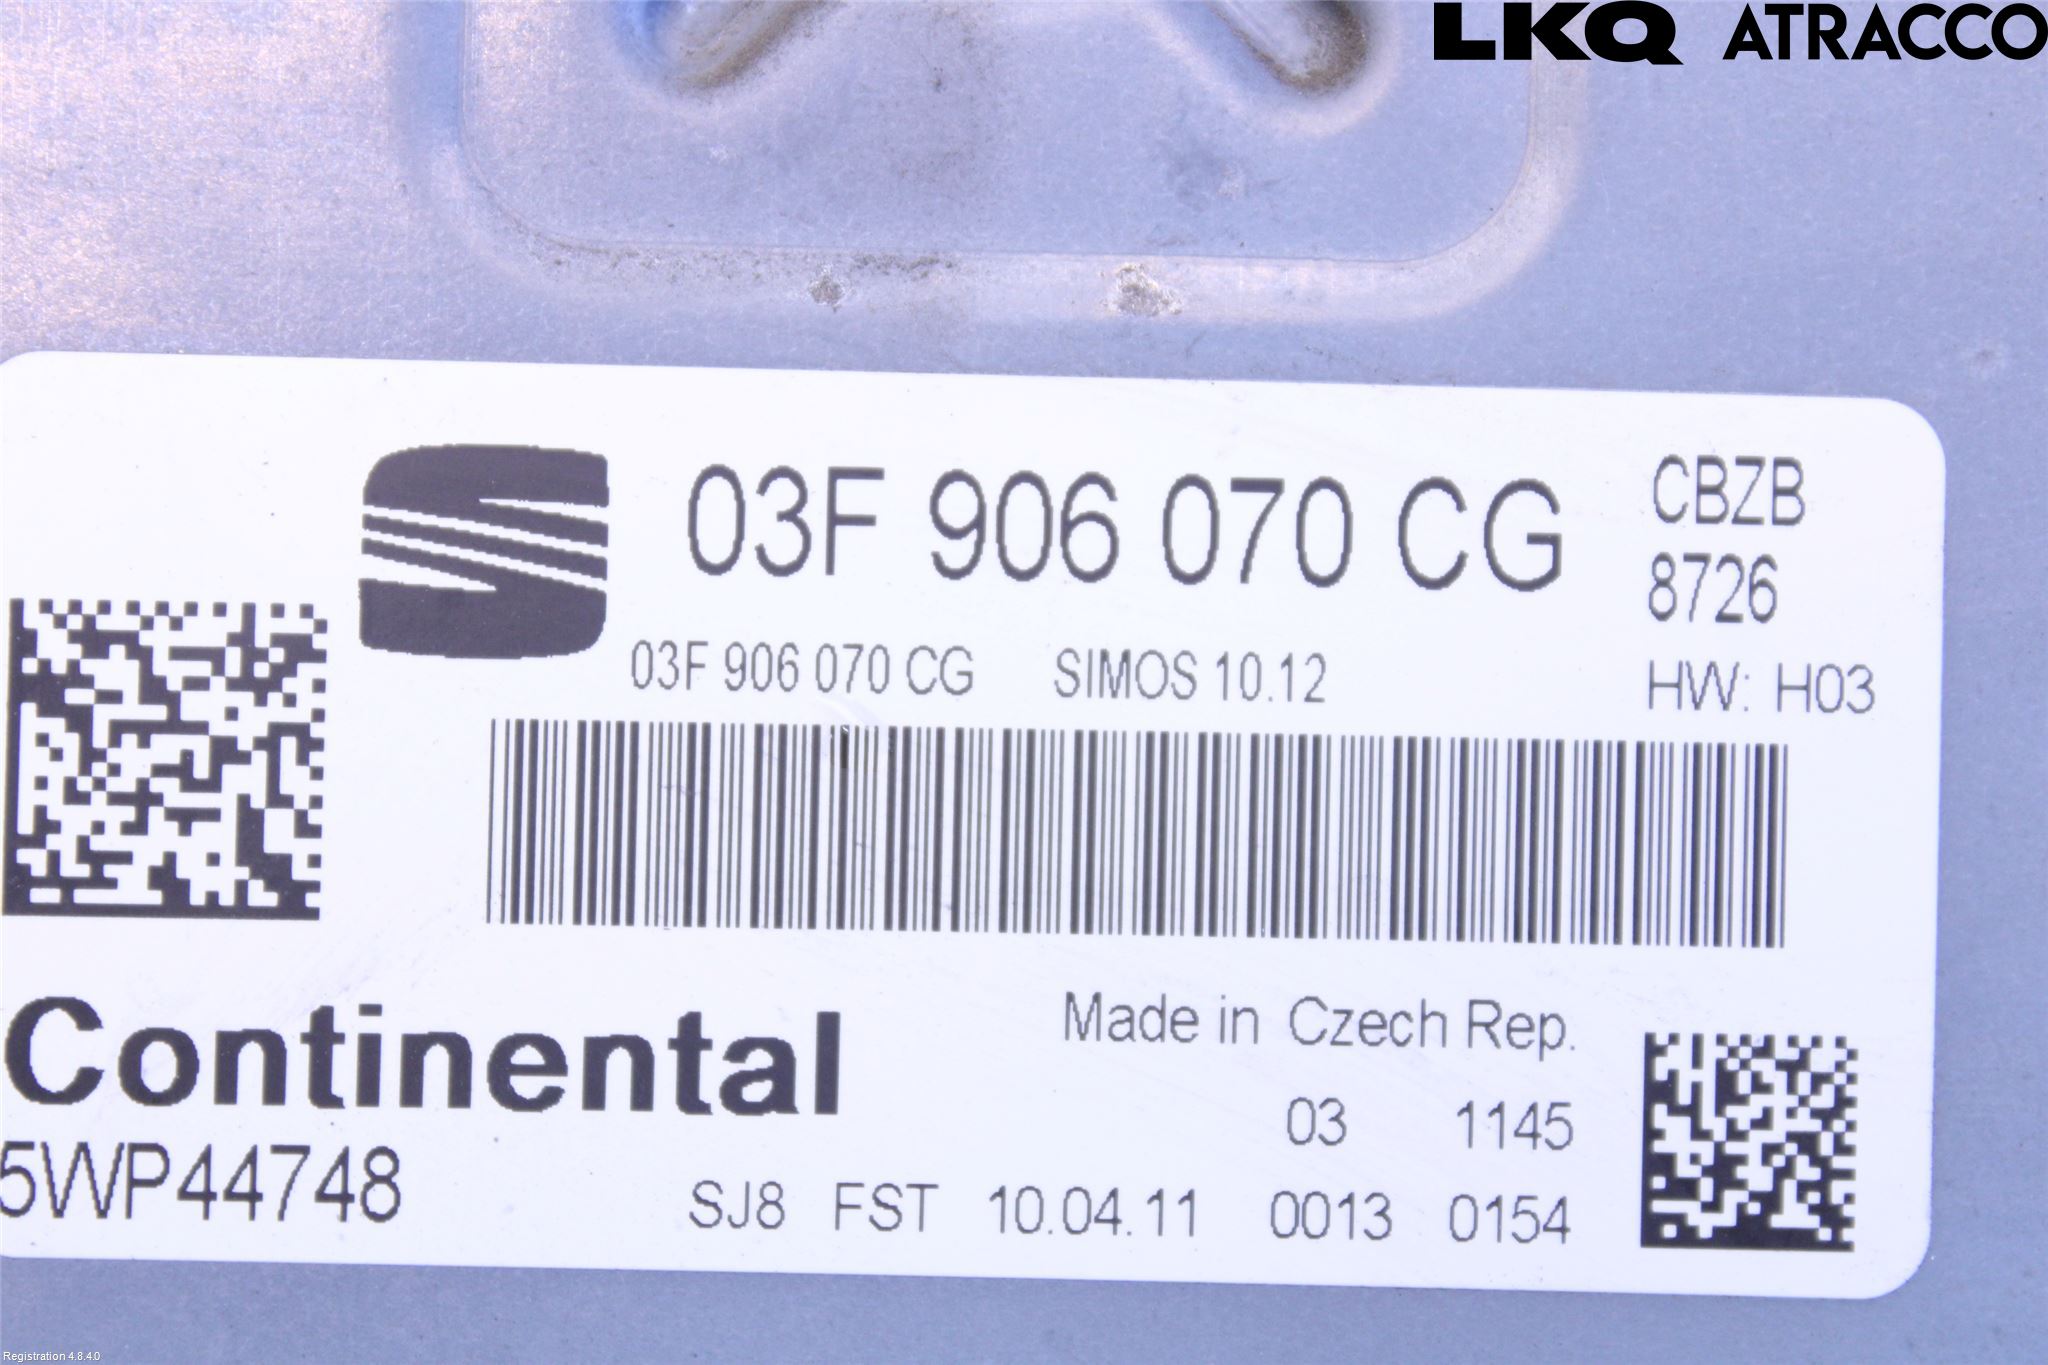 LKQ ATRACCO
03F 906 070 CG
CBZB
8726
03F 906 070 CG SIMOS 10.12
HW: H03
Continental
Made in Czech Rep.
03 1145
5WP44748
SJ8 FST 10.04.11 0013 0154
Registration 4.8.4.0